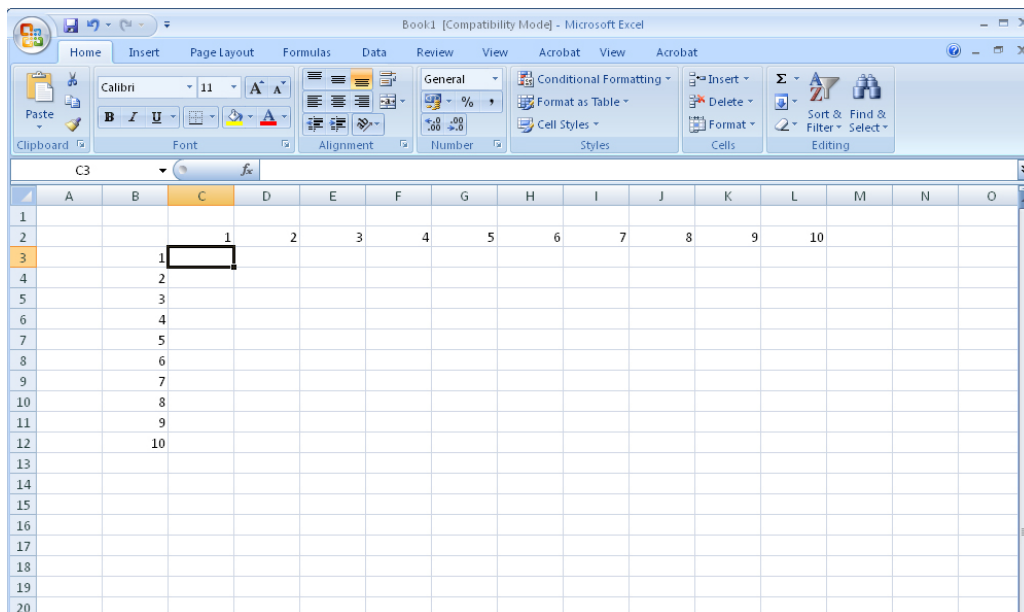 Book1 [Compatibility Mode] - Microsoft Excel
Home Insert Page Layout Formulas Data Review View Acrobat View Acrobat
Calibri 11 A A General Conditional Formatting Insert Σ
Paste % , Format as Table Delete
B I U A .00 .00 Cell Styles Format Sort & Filter Find & Select
Clipboard Font Alignment Number Styles Cells Editing
C3 fx
A B C D E F G H I J K L M N O
1
2 1 2 3 4 5 6 7 8 9 10
3 1
4 2
5 3
6 4
7 5
8 6
9 7
10 8
11 9
12 10
13
14
15
16
17
18
19
20